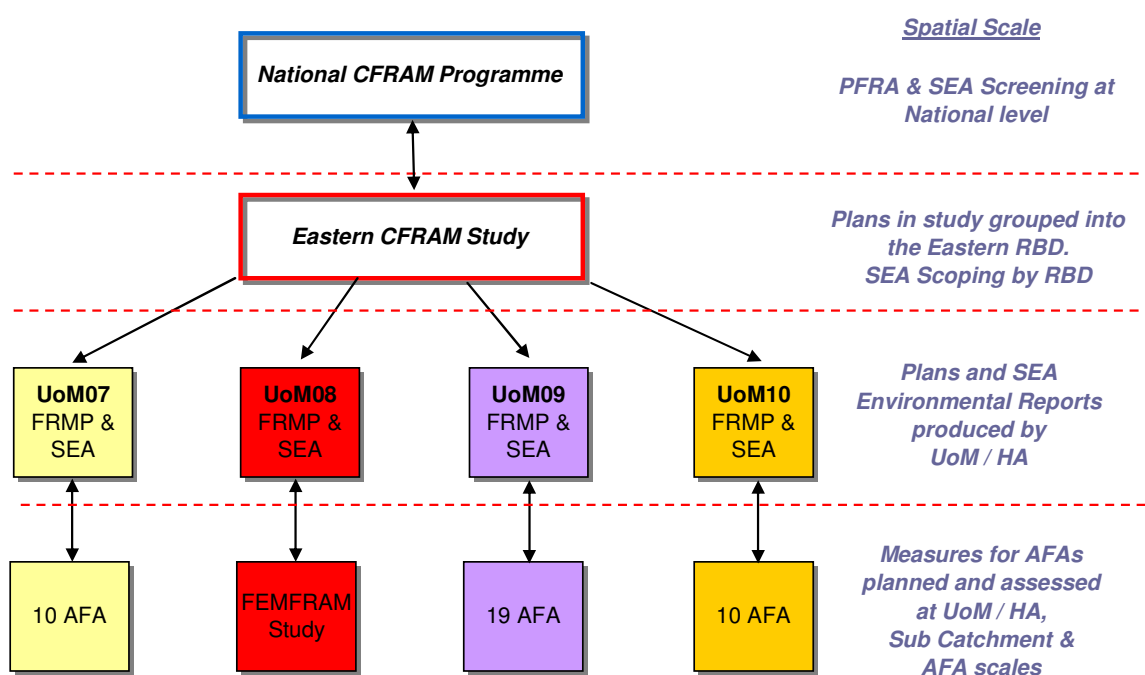 Spatial Scale
National CFRAM Programme
PFRA & SEA Screening at
National level
Eastern CFRAM Study
Plans in study grouped into
the Eastern RBD.
SEA Scoping by RBD
UoM07
FRMP &
SEA
UoM08
FRMP &
SEA
UoM09
FRMP &
SEA
UoM10
FRMP &
SEA
Plans and SEA
Environmental Reports
produced by
UoM / HA
10 AFA
FEMFRAM
Study
19 AFA
10 AFA
Measures for AFAs
planned and assessed
at UoM / HA,
Sub Catchment &
AFA scales